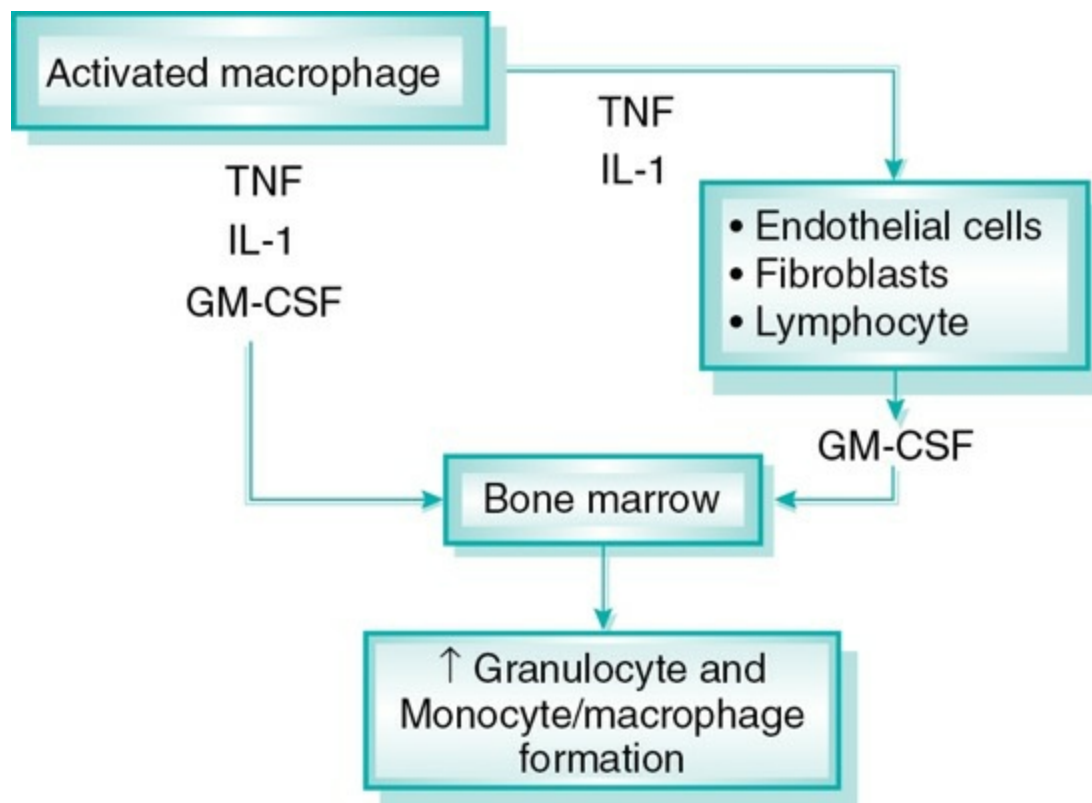 Activated macrophage
TNF
IL-1
GM-CSF
TNF
IL-1
• Endothelial cells
• Fibroblasts
• Lymphocyte
GM-CSF
Bone marrow
↑ Granulocyte and
Monocyte/macrophage
formation